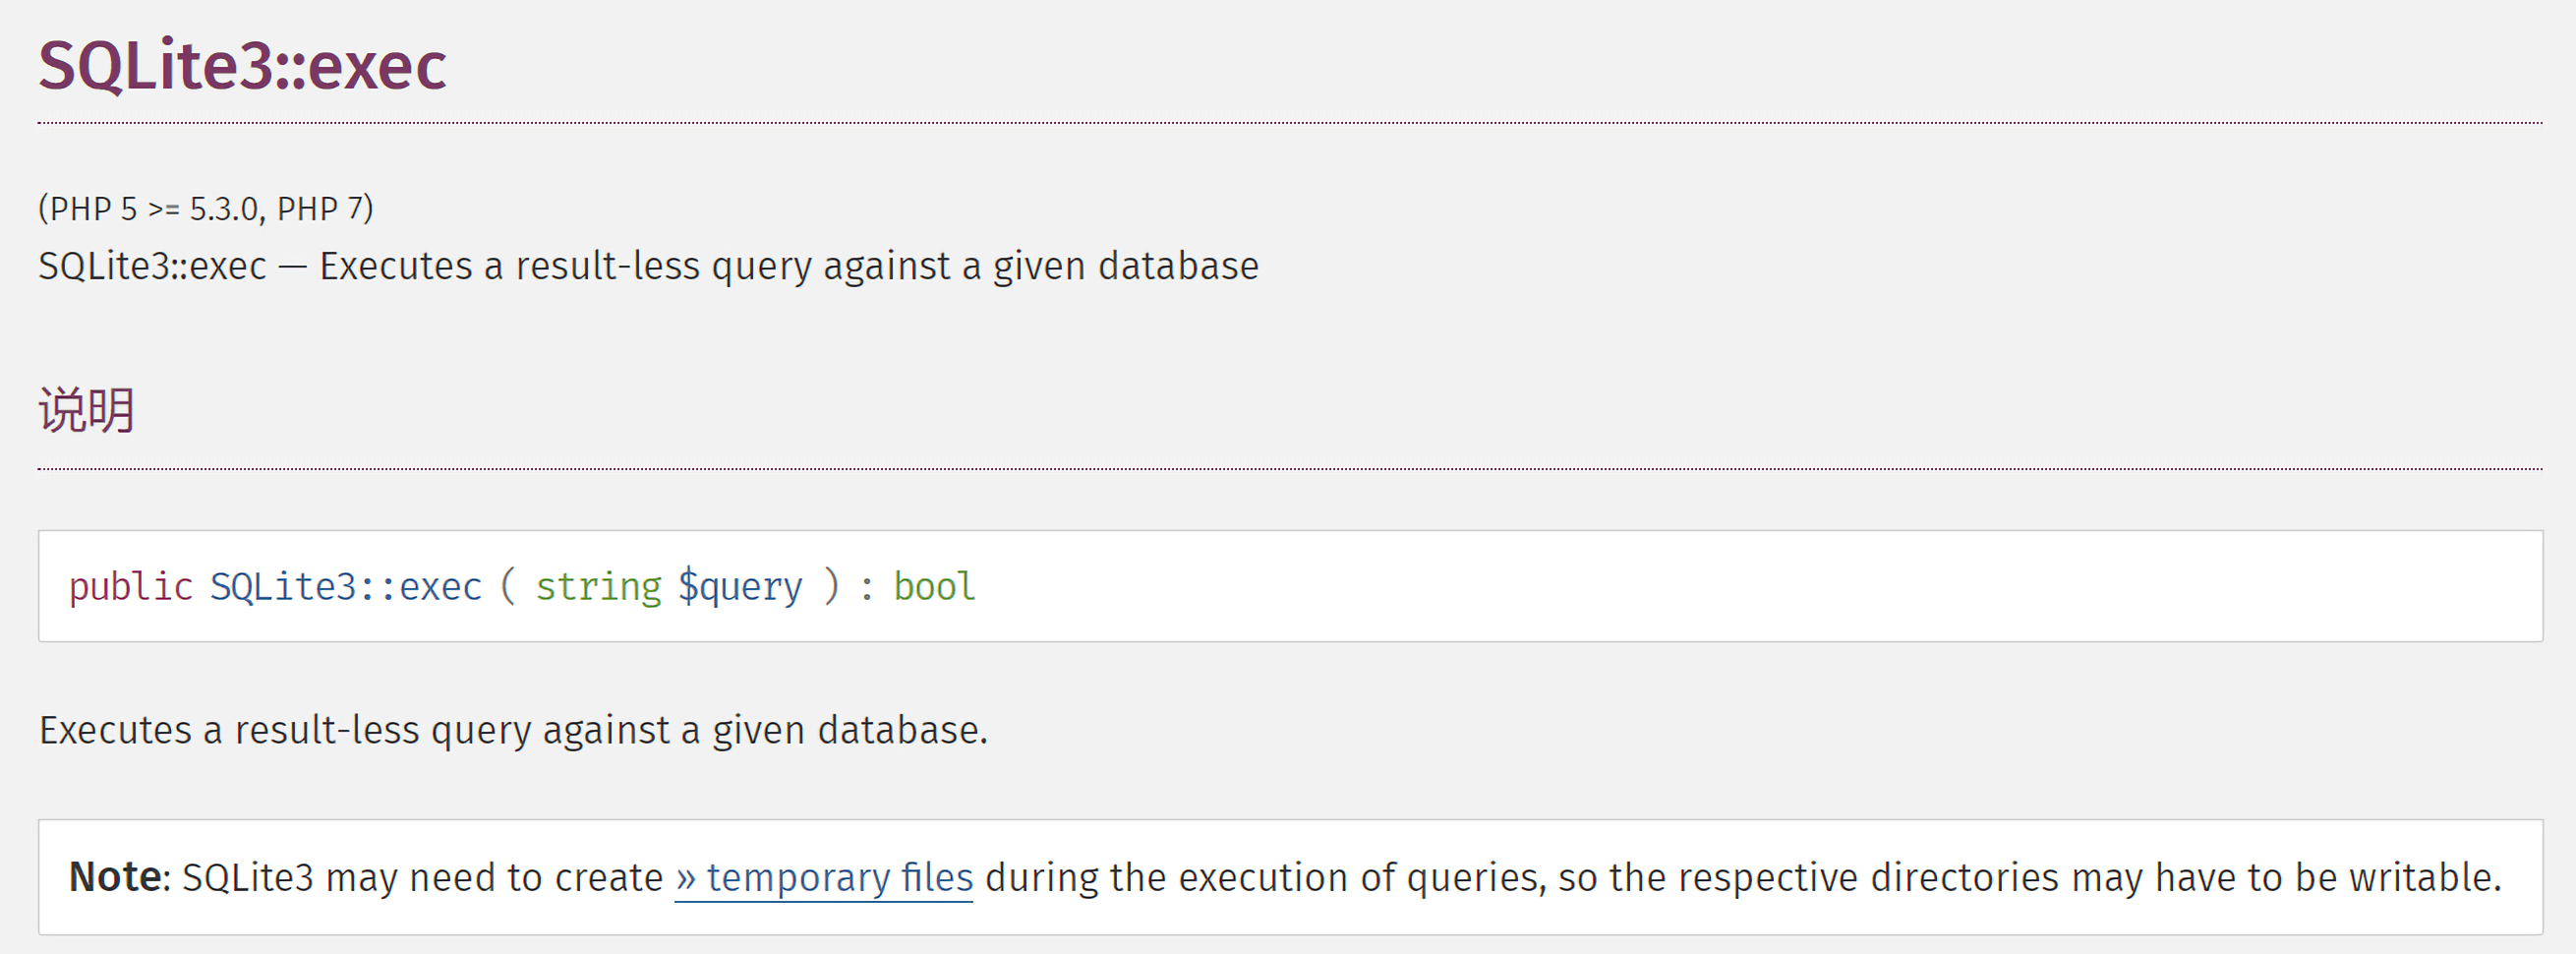 SQLite3::exec
(PHP 5 >= 5.3.0, PHP 7)
SQLite3::exec — Executes a result-less query against a given database
说明
public SQLite3::exec ( string $query ) : bool
Executes a result-less query against a given database.
Note: SQLite3 may need to create » temporary files during the execution of queries, so the respective directories may have to be writable.